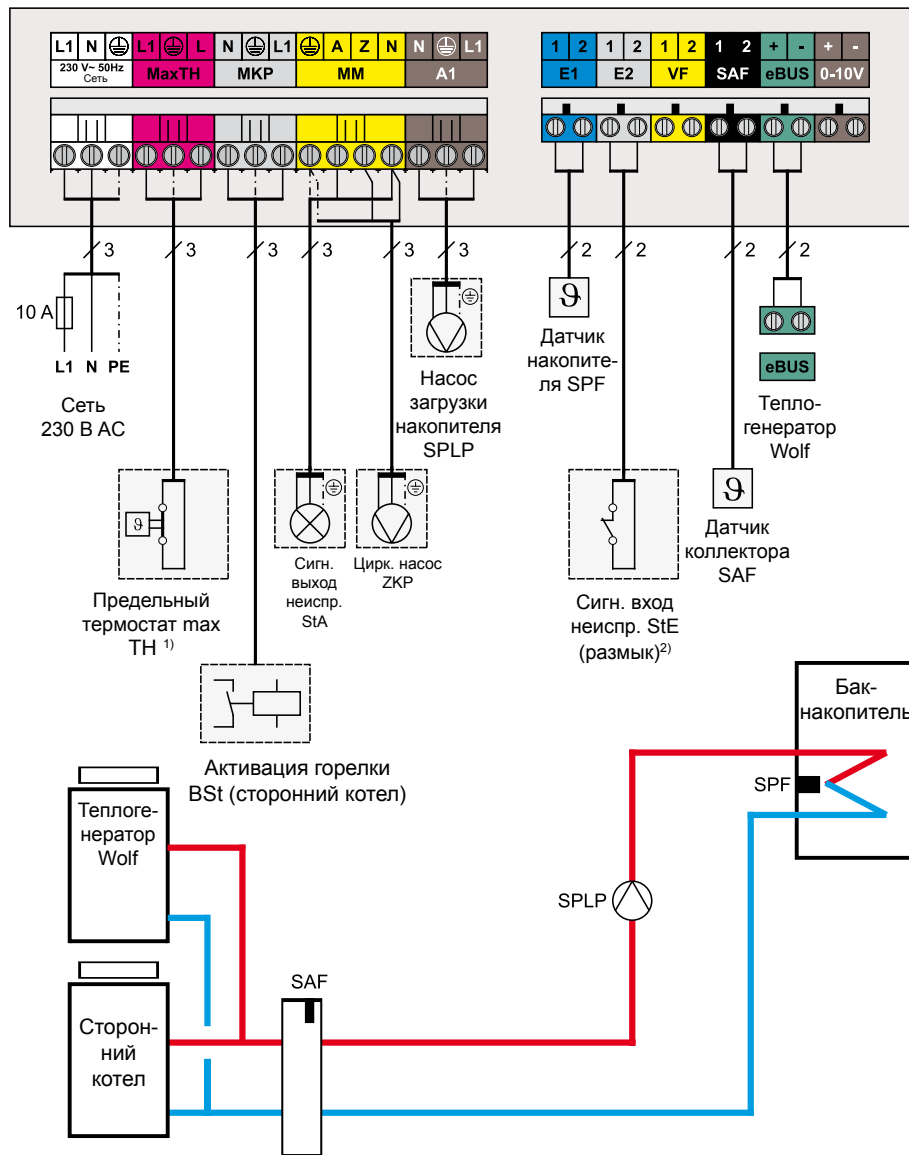 L1 N L1 L N L1 A Z N N L1
230 V~ 50Hz
Сеть
MaxTH MKP MM A1
1 2 1 2 1 2 1 2 + - + -
E1 E2 VF SAF eBUS 0-10V
3 3 3 3 3 3 2 2 2 2
10 A
L1 N PE
Сеть
230 В AC
Насос
загрузки
накопителя
SPLP
ϑ
Датчик
накопите-
ля SPF
eBUS
Тепло-
генератор
Wolf
ϑ
Предельный
термостат max
TH 1)
Сигн.
выход
неиспр.
StA
Цирк. насос
ZKP
Сигн. вход
неиспр. StE
(размык)2)
ϑ
Датчик
коллектора
SAF
Активация горелки
BSt (сторонний котел)
Бак-
накопитель
SPF
Теплоге-
нератор
Wolf
SPLP
SAF
Сторон-
ний
котел